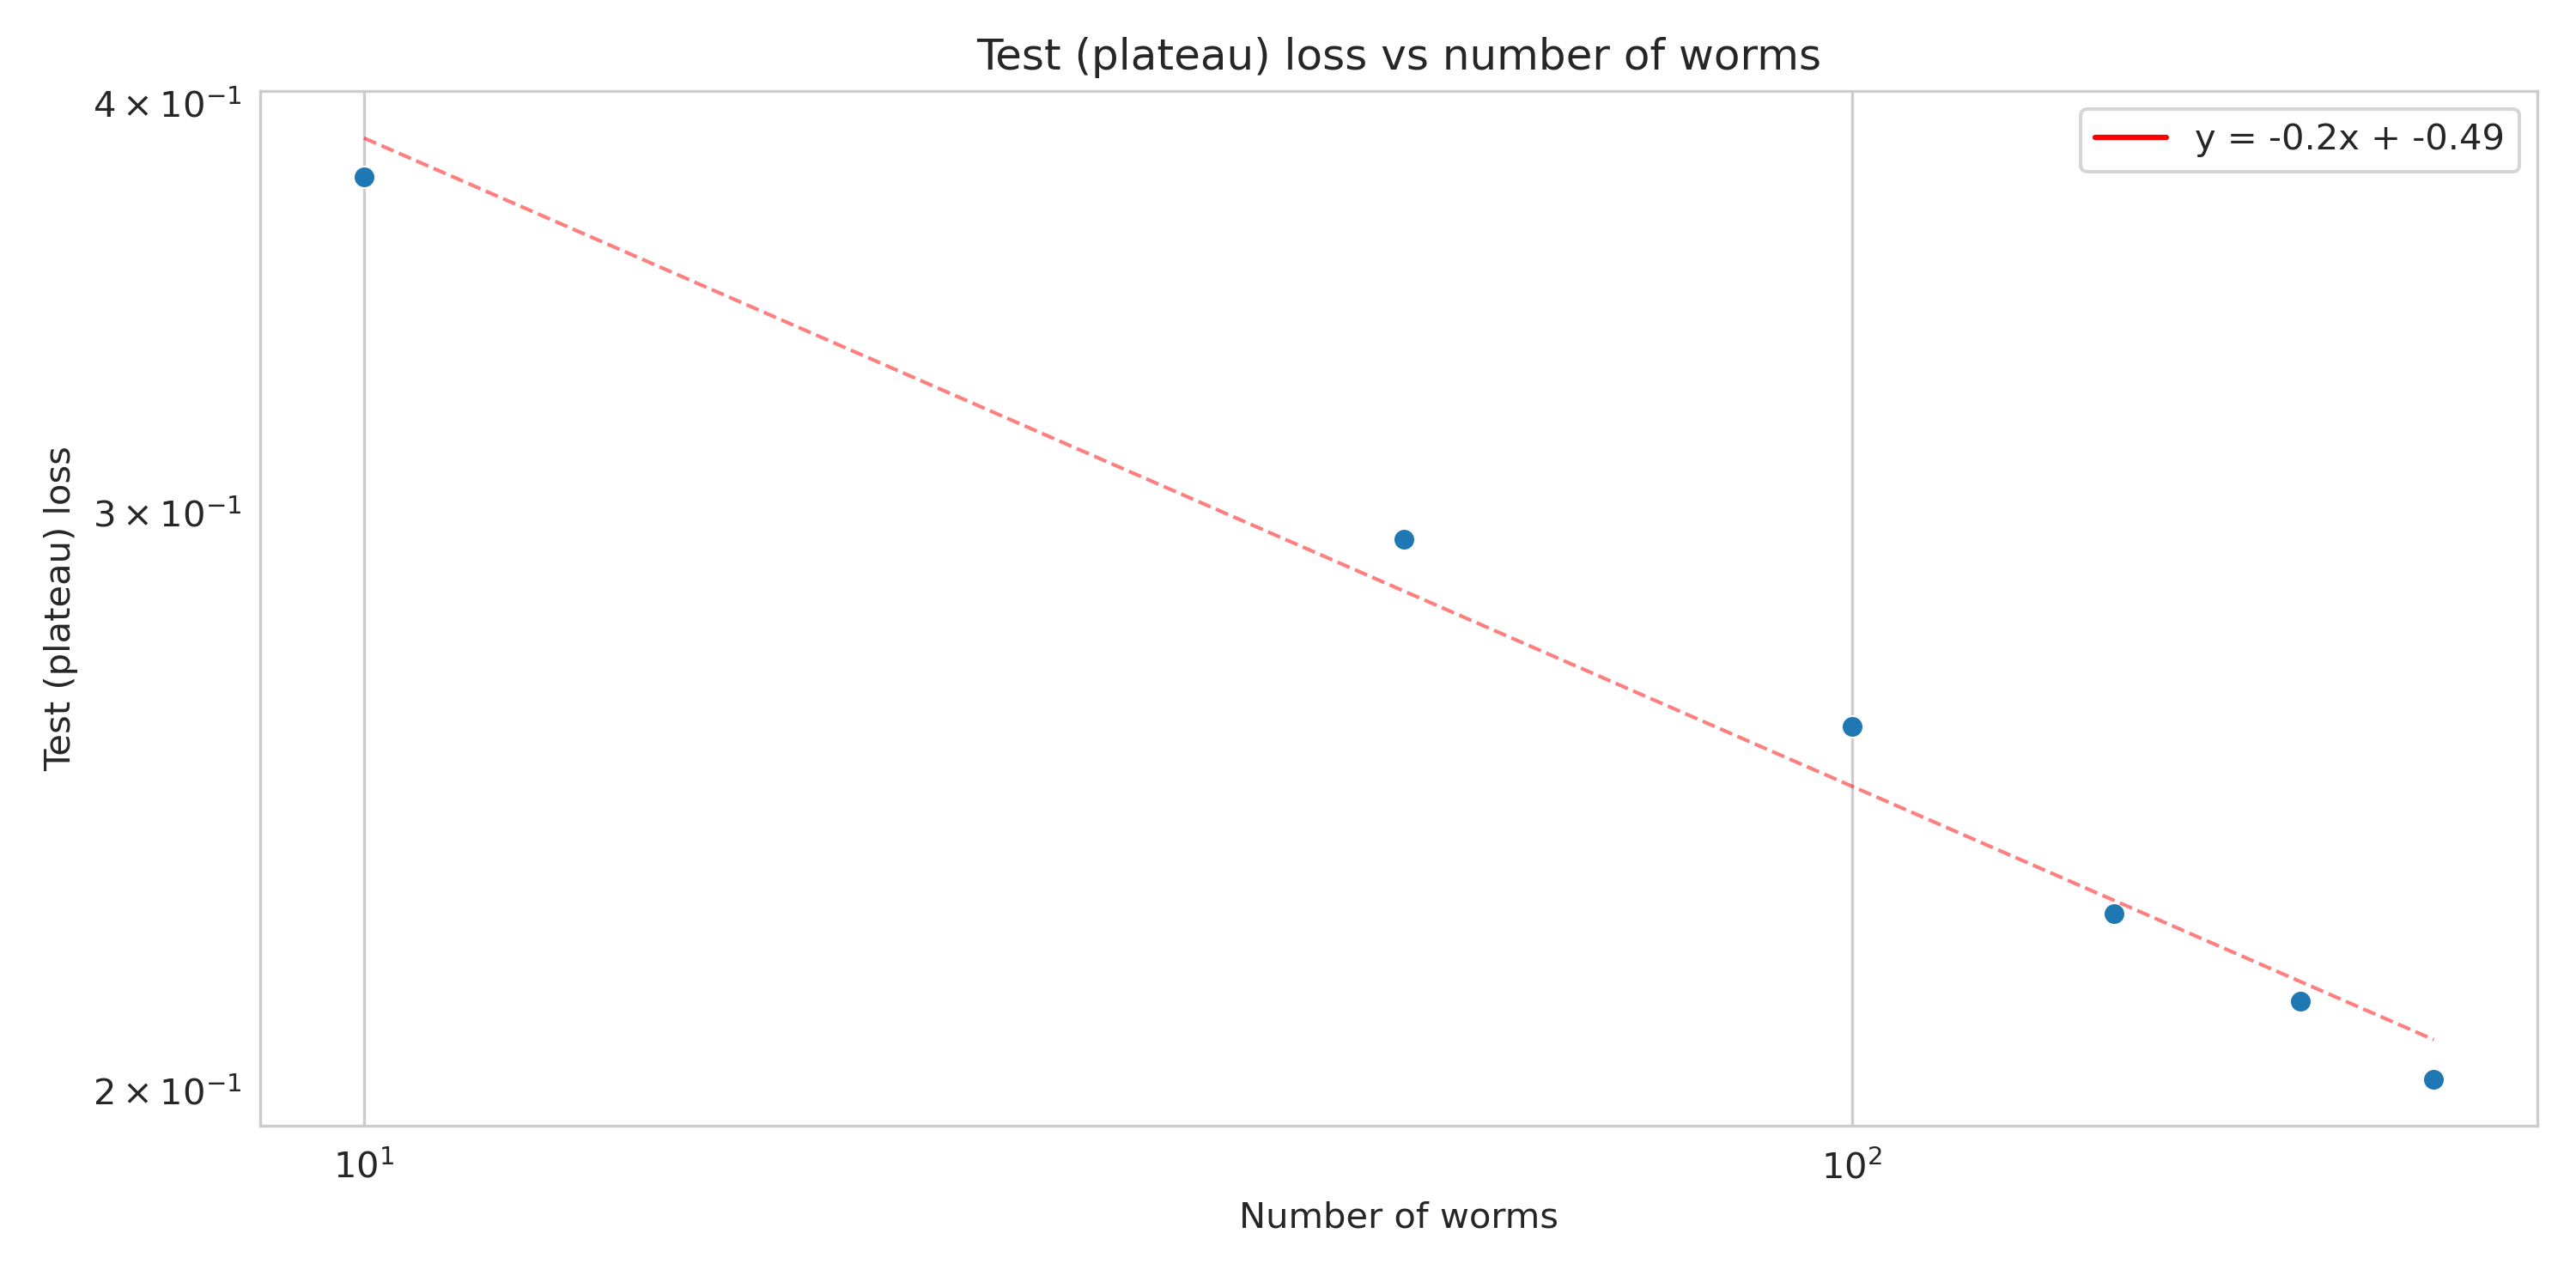 Test (plateau) loss vs number of worms
4 × 10⁻¹
3 × 10⁻¹
2 × 10⁻¹
Test (plateau) loss
y = -0.2x + -0.49
10¹
10²
Number of worms